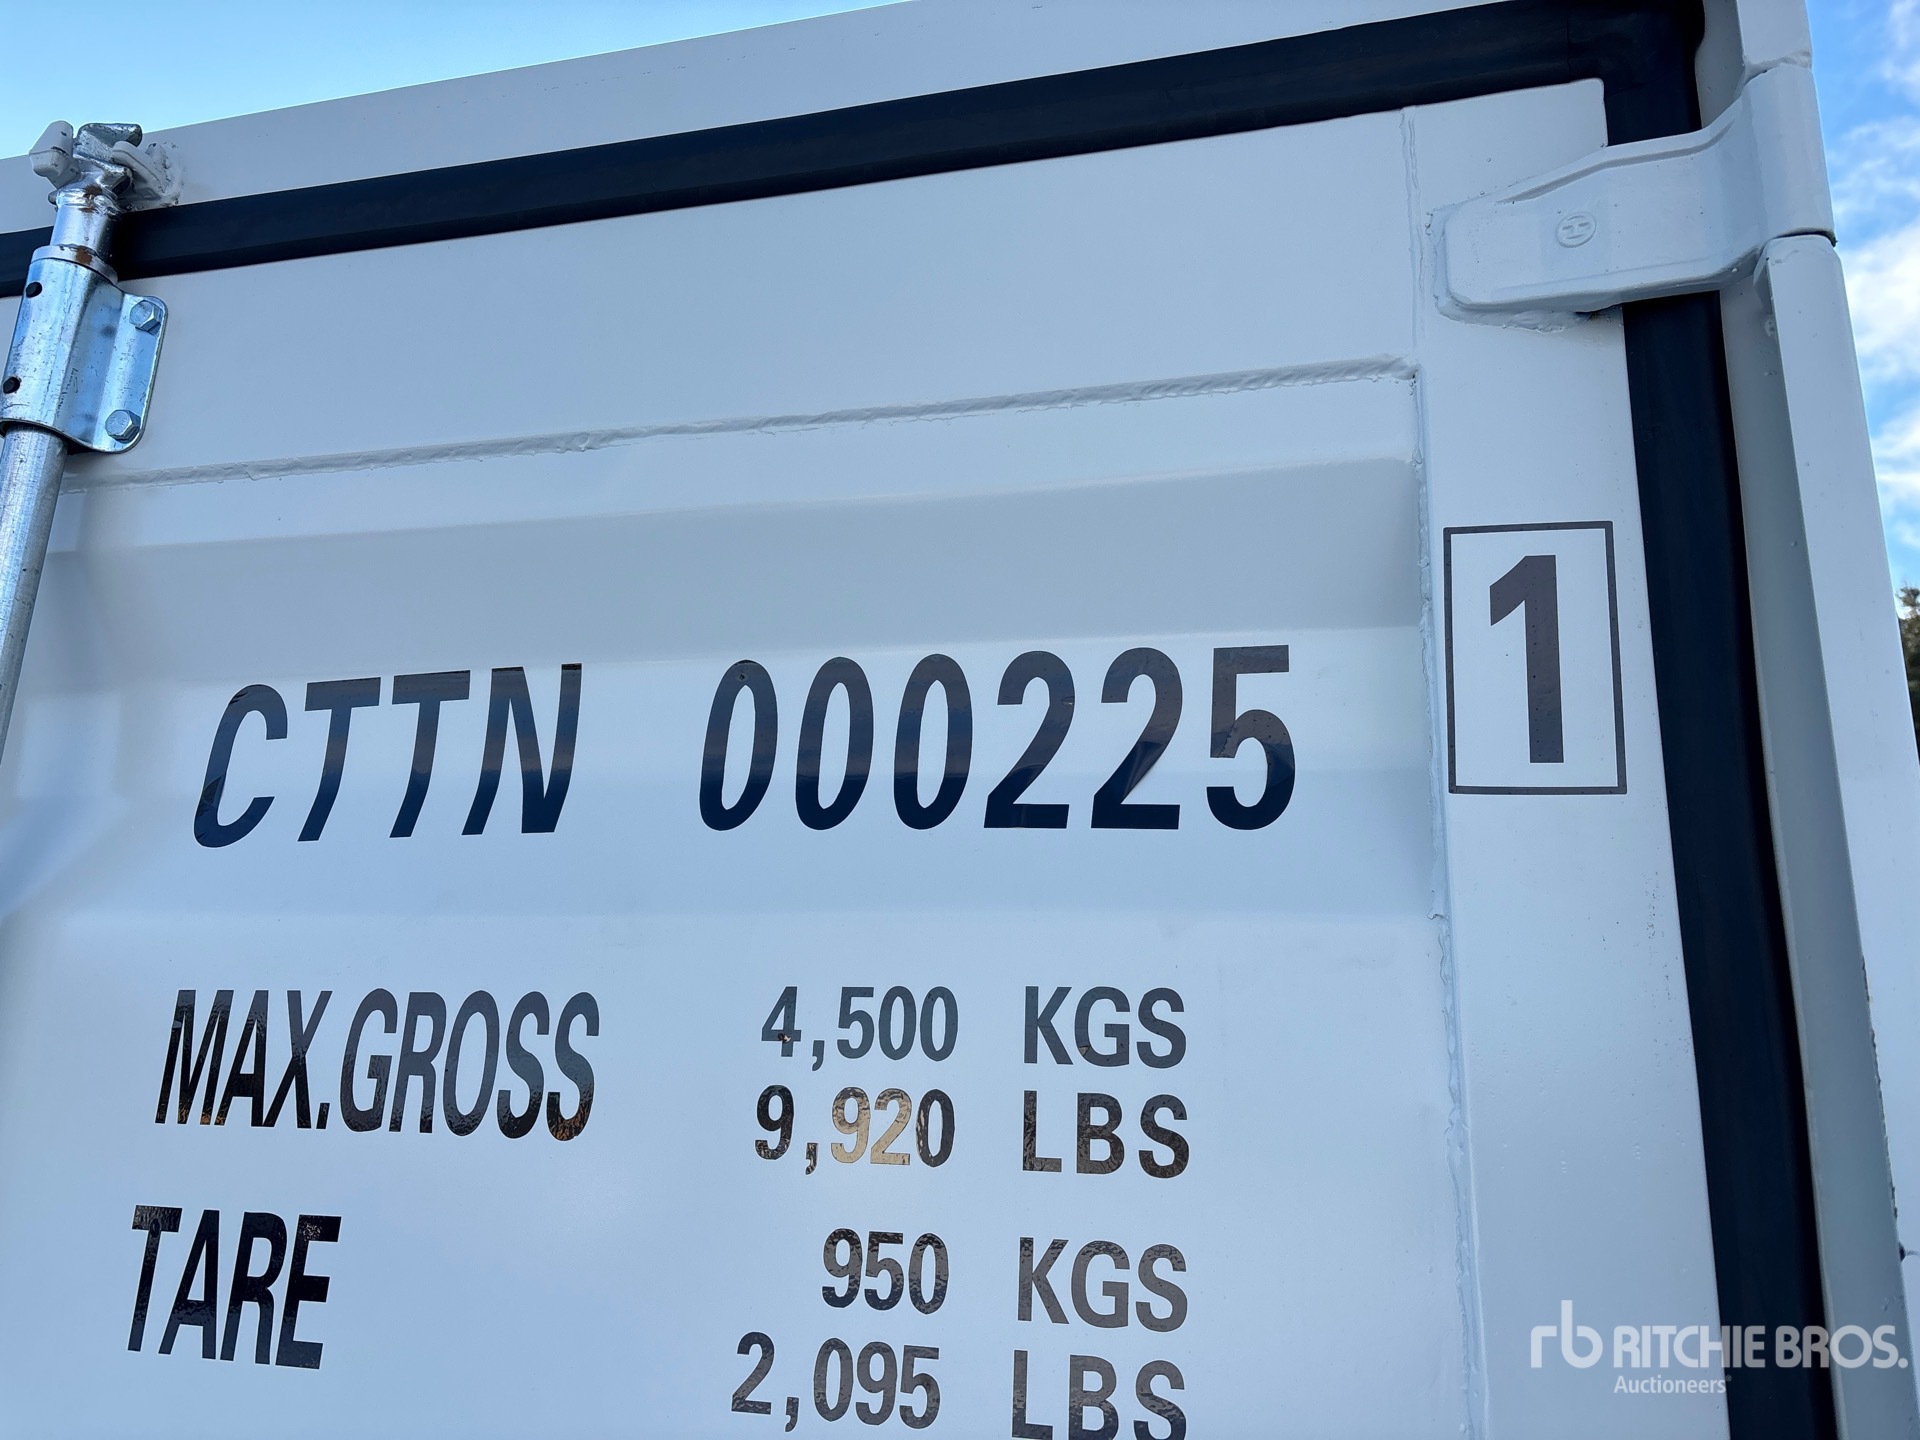 CTTN 000225 1
MAX.GROSS 4,500 KGS
9,920 LBS
TARE 950 KGS
2,095 LBS
rb RITCHIE BROS.
Auctioneers